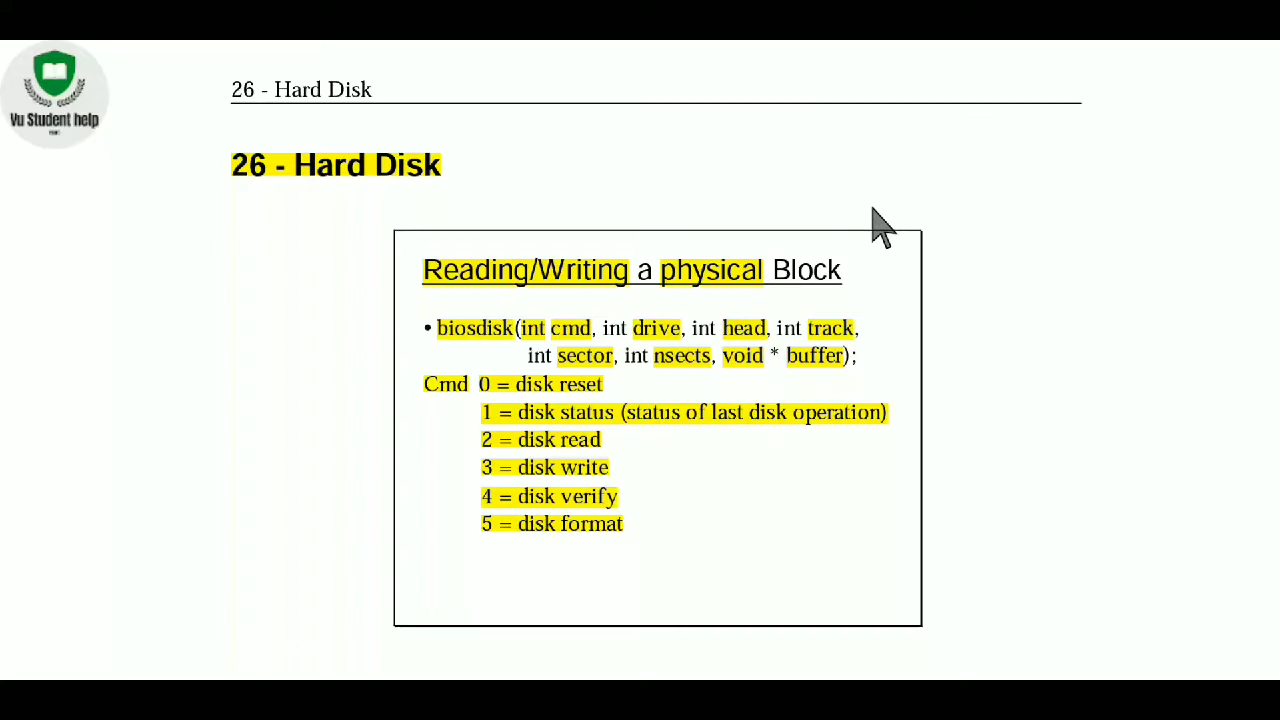 Vu Student help
26 - Hard Disk
26 - Hard Disk
Reading/Writing a physical Block
• biosdisk(int cmd, int drive, int head, int track,
int sector, int nsects, void * buffer);
Cmd 0 = disk reset
1 = disk status (status of last disk operation)
2 = disk read
3 = disk write
4 = disk verify
5 = disk format